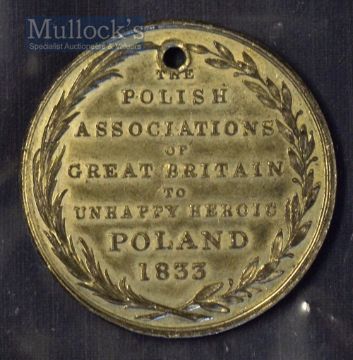 Mullock's
Specialist Auctioneers & Valuers
THE
POLISH
ASSOCIATIONS
OF
GREAT BRITAIN
TO
UNHAPPY HEROIC
POLAND
1833